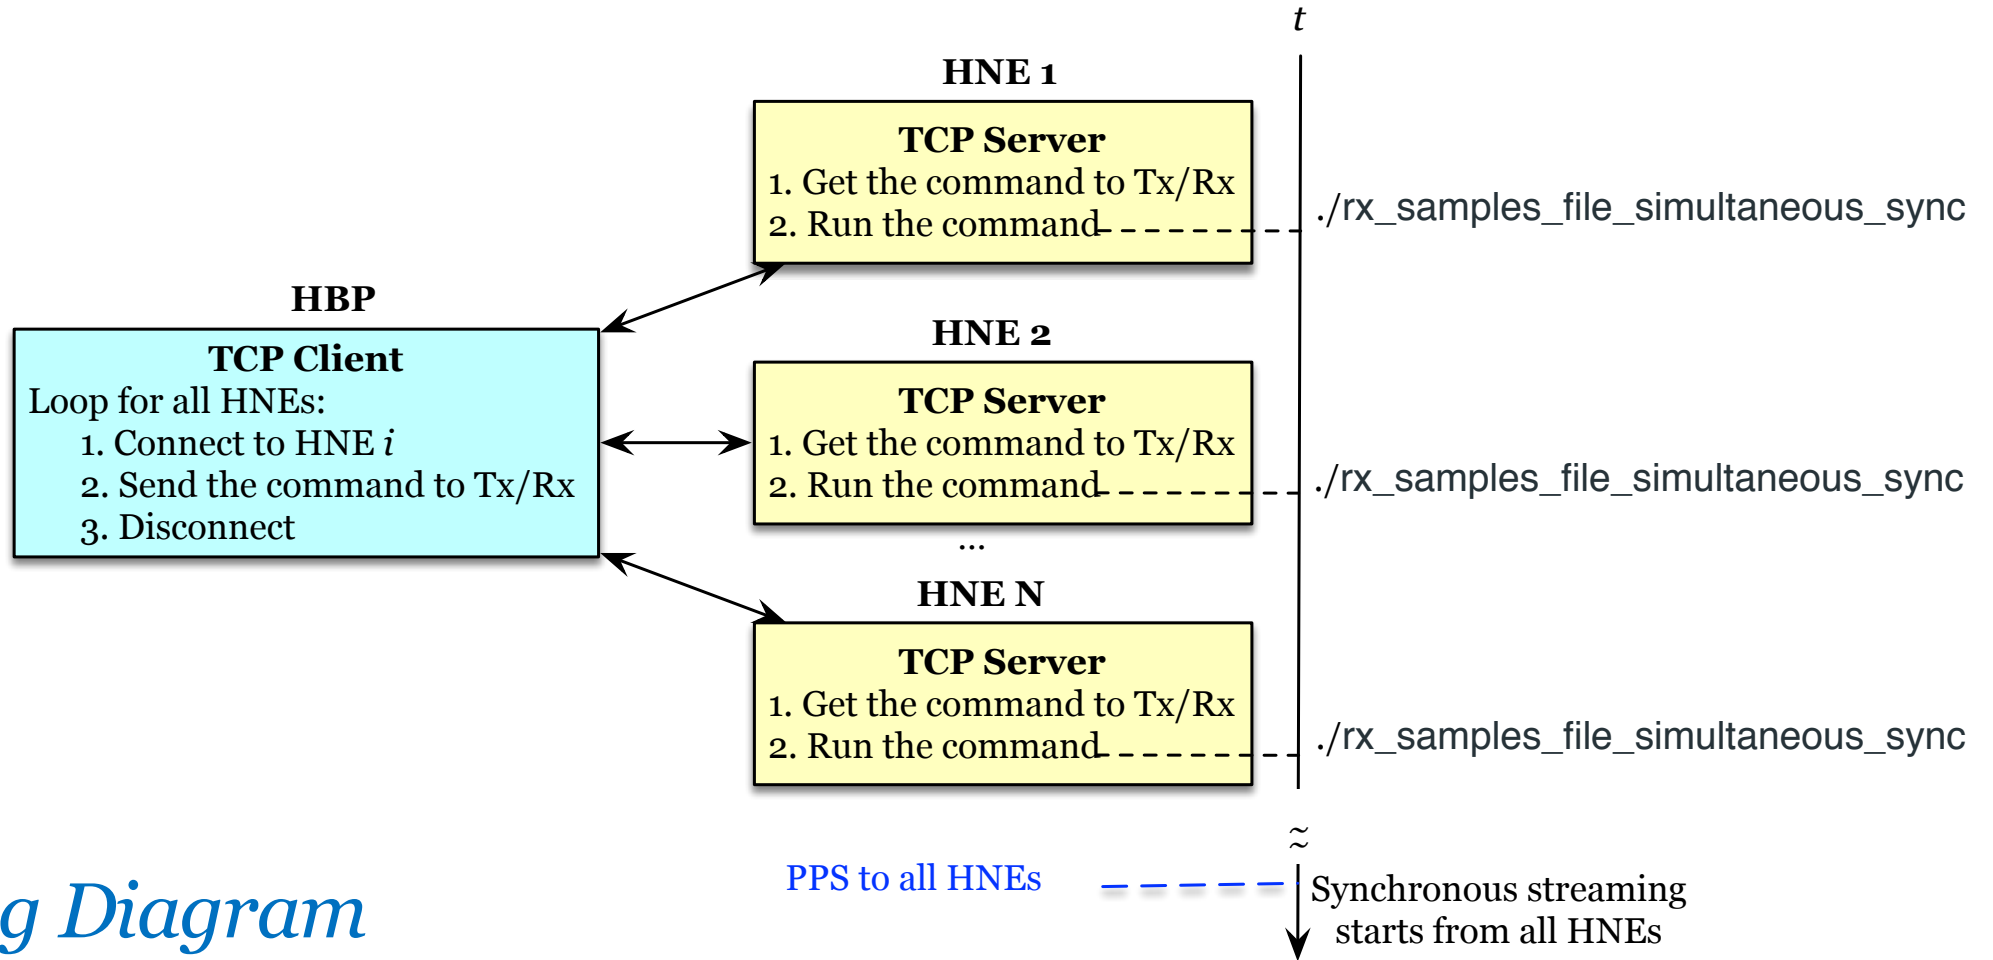 t
HNE 1
TCP Server
1. Get the command to Tx/Rx
2. Run the command
./rx_samples_file_simultaneous_sync
HBP
TCP Client
Loop for all HNEs:
1. Connect to HNE i
2. Send the command to Tx/Rx
3. Disconnect
HNE 2
TCP Server
1. Get the command to Tx/Rx
2. Run the command
./rx_samples_file_simultaneous_sync
...
HNE N
TCP Server
1. Get the command to Tx/Rx
2. Run the command
./rx_samples_file_simultaneous_sync
~
~
PPS to all HNEs
Synchronous streaming
starts from all HNEs
g Diagram